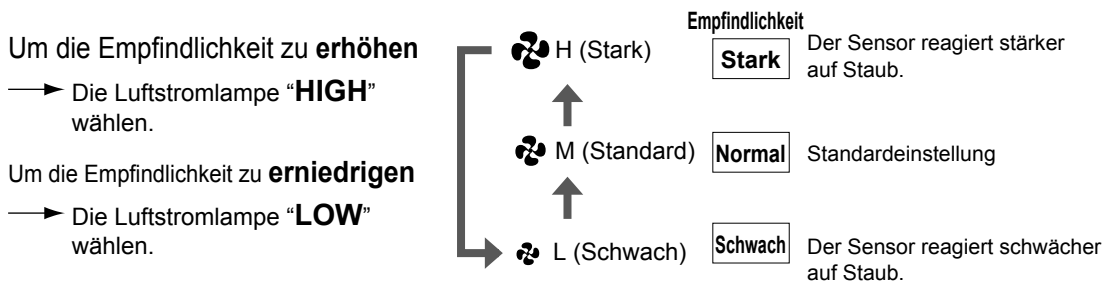 Um die Empfindlichkeit zu erhöhen
Die Luftstromlampe “HIGH”
wählen.
Um die Empfindlichkeit zu erniedrigen
Die Luftstromlampe “LOW”
wählen.
Empfindlichkeit
H (Stark)
Stark
Der Sensor reagiert stärker
auf Staub.
M (Standard)
Normal
Standardeinstellung
L (Schwach)
Schwach
Der Sensor reagiert schwächer
auf Staub.